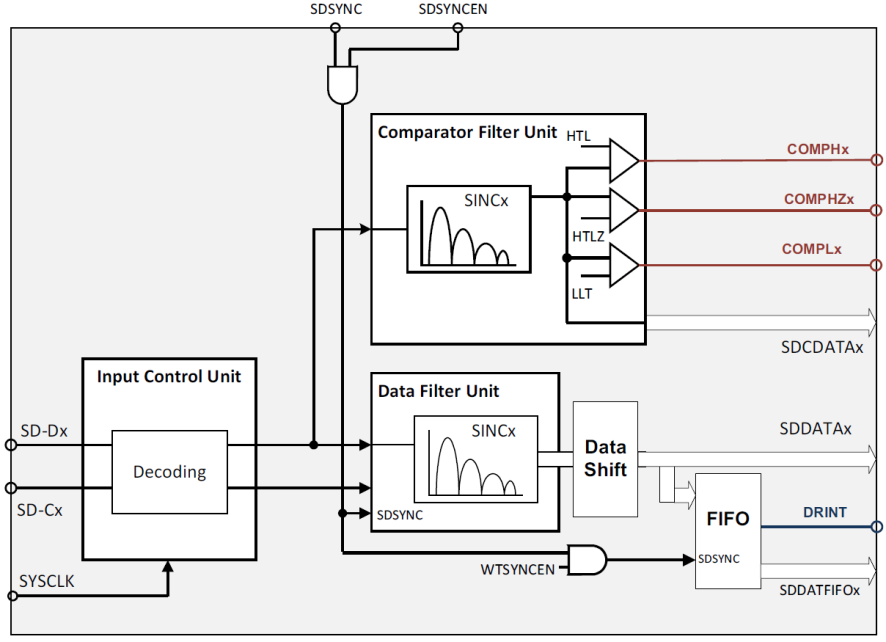 SDSYNC
SDSYNCEN
Comparator Filter Unit
HTL
COMPHx
SINCx
COMPHZx
HTLZ
COMPLx
LLT
SDCDATAx
Input Control Unit
Data Filter Unit
SD-Dx
SINCx
SDDATAx
Decoding
Data
Shift
SD-Cx
SDSYNC
FIFO
DRINT
SDSYNC
WTSYNCEN
SYSCLK
SDDATFIFOx